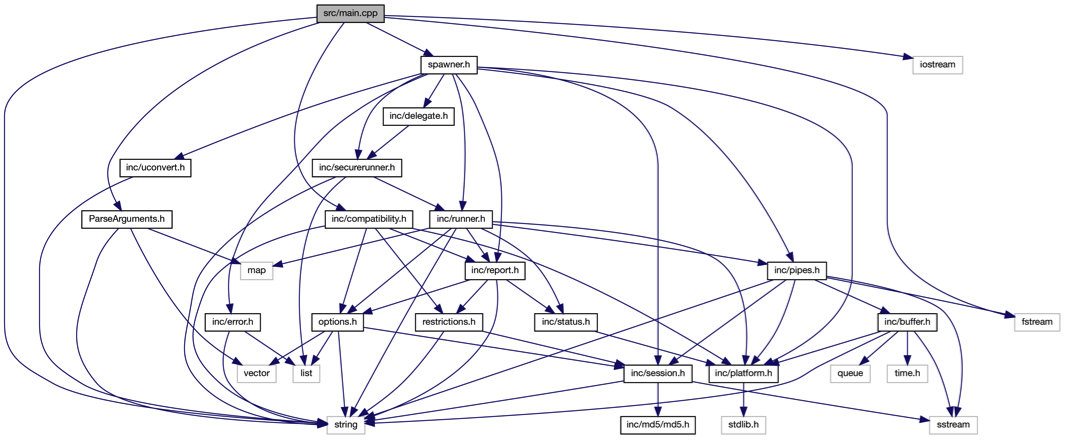 src/main.cpp
spawner.h
iostream
inc/delegate.h
inc/uconvert.h
inc/securerunner.h
ParseArguments.h
inc/compatibility.h
inc/runner.h
map
inc/report.h
inc/pipes.h
inc/error.h
options.h
restrictions.h
inc/status.h
inc/buffer.h
fstream
vector
list
inc/session.h
inc/platform.h
queue
time.h
string
inc/md5/md5.h
stdlib.h
sstream